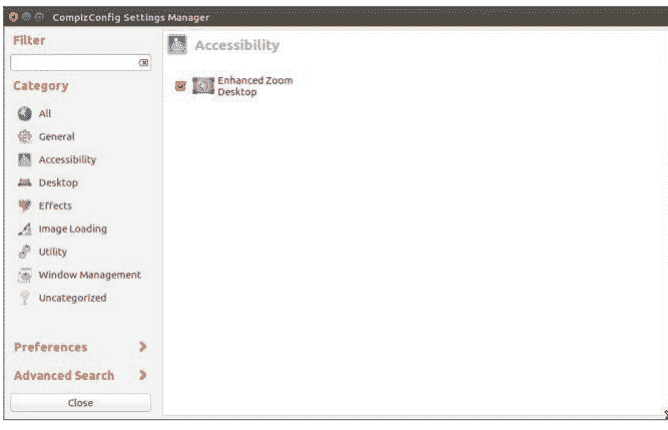 CompizConfig Settings Manager
Filter
Accessibility
Enhanced Zoom
Desktop
Category
All
General
Accessibility
Desktop
Effects
Image Loading
Utility
Window Management
Uncategorized
Preferences
Advanced Search
Close